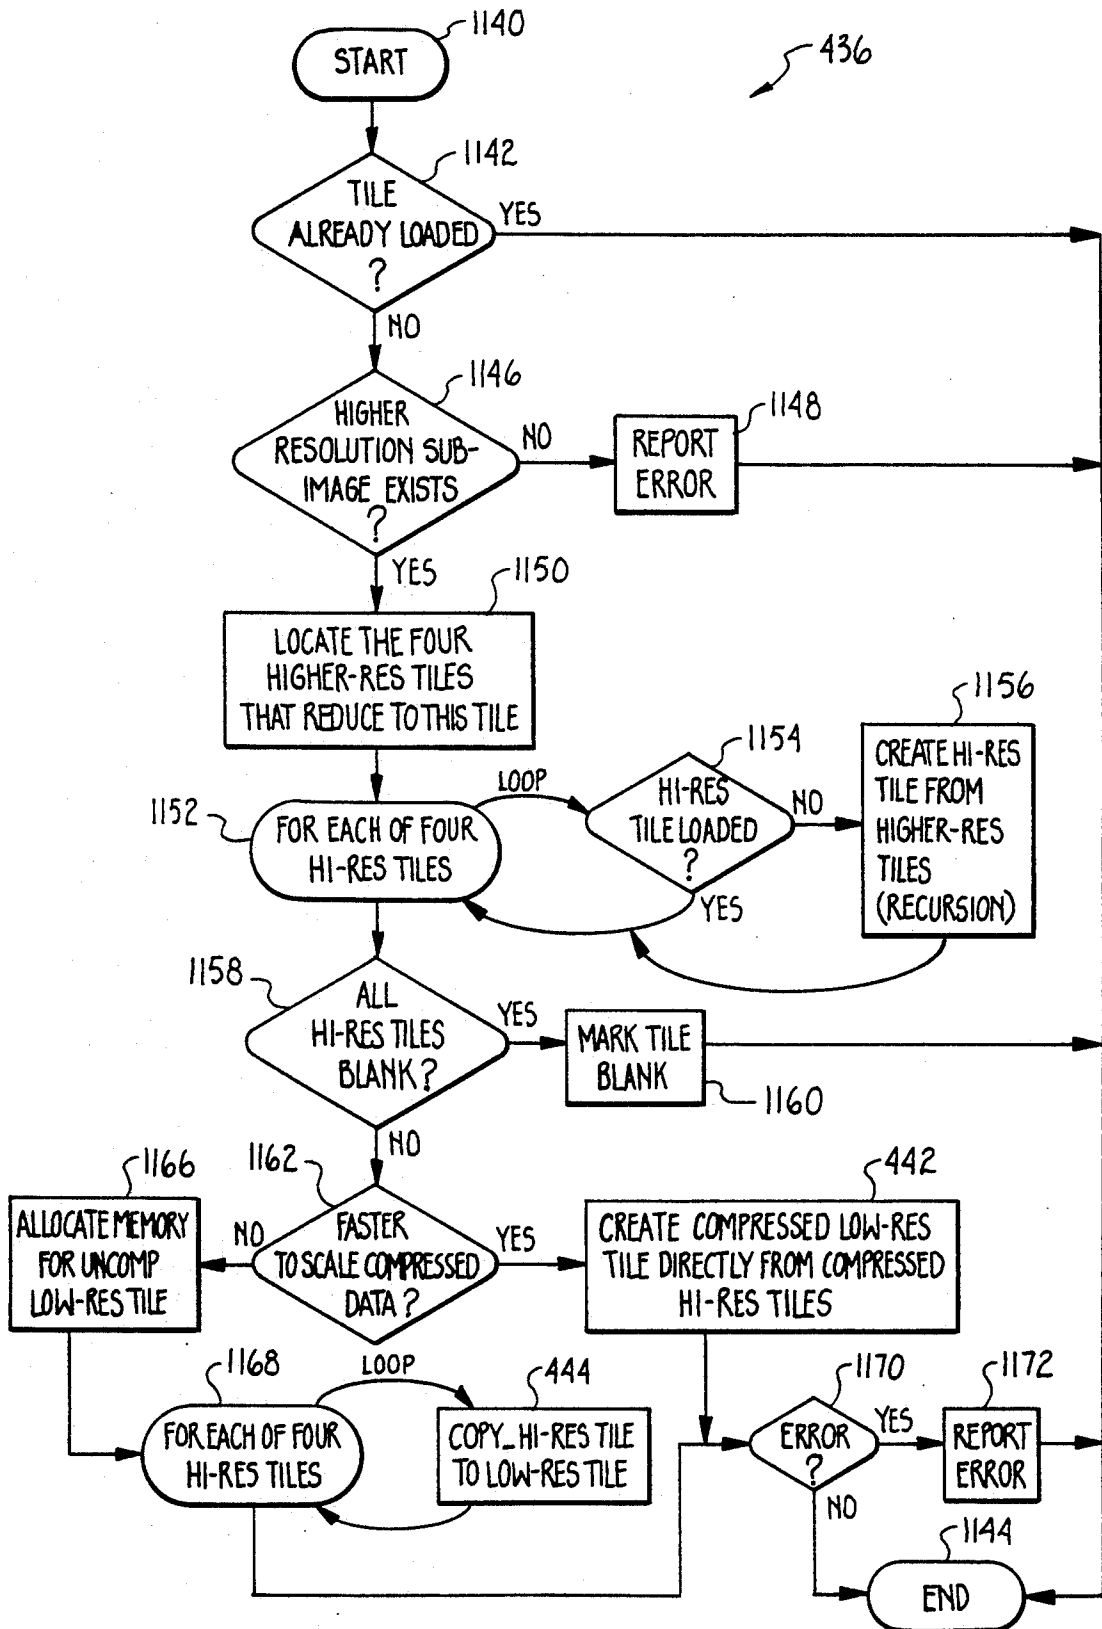 1140
START
436
1142
TILE
ALREADY LOADED
?
YES
NO
1146
HIGHER
RESOLUTION SUB-
IMAGE EXISTS
?
NO
1148
REPORT
ERROR
YES
1150
LOCATE THE FOUR
HIGHER-RES TILES
THAT REDUCE TO THIS TILE
1152
FOR EACH OF FOUR
HI-RES TILES
LOOP
1154
HI-RES
TILE LOADED
?
NO
YES
1156
CREATE HI-RES
TILE FROM
HIGHER-RES
TILES
(RECURSION)
1158
ALL
HI-RES TILES
BLANK?
YES
MARK TILE
BLANK
1160
NO
1162
FASTER
TO SCALE COMPRESSED
DATA?
NO
YES
1166
ALLOCATE MEMORY
FOR UNCOMP
LOW-RES TILE
442
CREATE COMPRESSED LOW-RES
TILE DIRECTLY FROM COMPRESSED
HI-RES TILES
1168
FOR EACH OF FOUR
HI-RES TILES
LOOP
444
COPY_HI-RES TILE
TO LOW-RES TILE
1170
ERROR
?
YES
NO
1172
REPORT
ERROR
1144
END